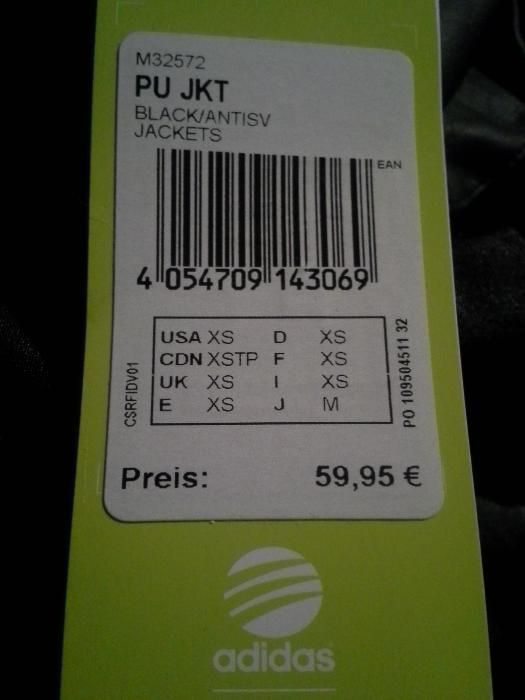 M32572
PU JKT
BLACK/ANTISV
JACKETS
EAN
4 054709 143069
USA XS D XS
CDN XSTP F XS
UK XS I XS
E XS J M
CSRFIDV01
PO 109504511 32
Preis: 59,95 €
adidas